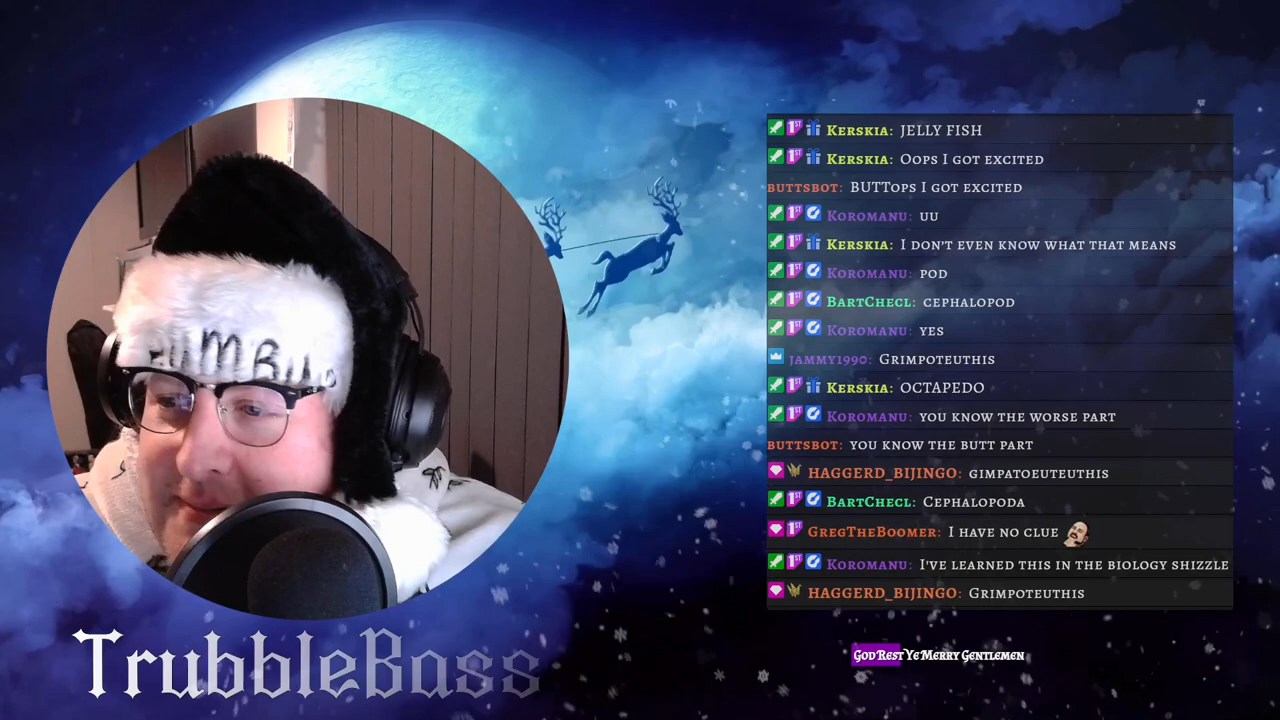 HUMBUG
Kerskia: JELLY FISH
Kerskia: Oops I got excited
buttsbot: BUTTops I got excited
Koromanu: uu
Kerskia: I don't even know what that means
Koromanu: pod
BartChecl: cephalopod
Koromanu: yes
jammy1990: Grimpoteuthis
Kerskia: OCTAPEDO
Koromanu: you know the worse part
buttsbot: you know the butt part
HAGGERD_BIJINGO: gimpatoeuteuthis
BartChecl: Cephalopoda
GregTheBoomer: I have no clue
Koromanu: I've learned this in the biology shizzle
HAGGERD_BIJINGO: Grimpoteuthis
TrubbleBass
God Rest Ye Merry Gentlemen